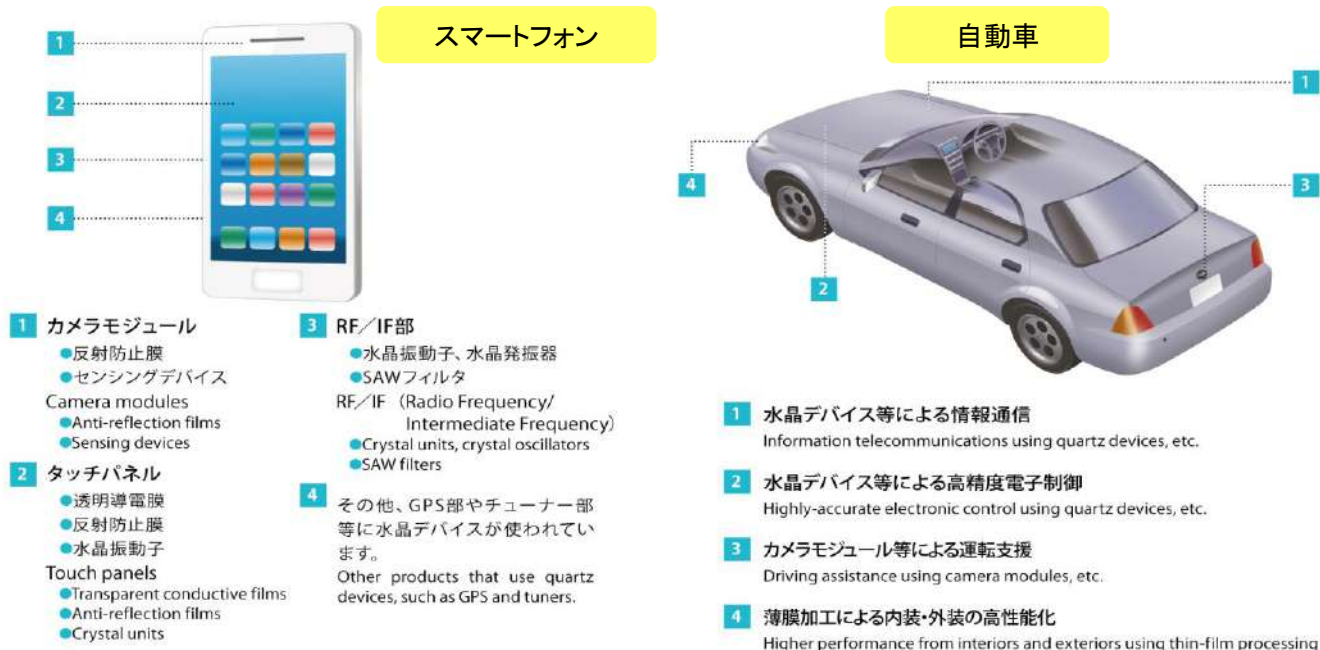 スマートフォン
1
2
3
4
1 カメラモジュール
●反射防止膜
●センシングデバイス
Camera modules
●Anti-reflection films
●Sensing devices
2 タッチパネル
●透明導電膜
●反射防止膜
●水晶振動子
Touch panels
●Transparent conductive films
●Anti-reflection films
●Crystal units
3 RF／IF部
●水晶振動子、水晶発振器
●SAWフィルタ
RF／IF （Radio Frequency/
Intermediate Frequency）
●Crystal units, crystal oscillators
●SAW filters
4 その他、GPS部やチューナー部
等に水晶デバイスが使われてい
ます。
Other products that use quartz
devices, such as GPS and tuners.
自動車
1
4
3
2
1 水晶デバイス等による情報通信
Information telecommunications using quartz devices, etc.
2 水晶デバイス等による高精度電子制御
Highly-accurate electronic control using quartz devices, etc.
3 カメラモジュール等による運転支援
Driving assistance using camera modules, etc.
4 薄膜加工による内装・外装の高性能化
Higher performance from interiors and exteriors using thin-film processing